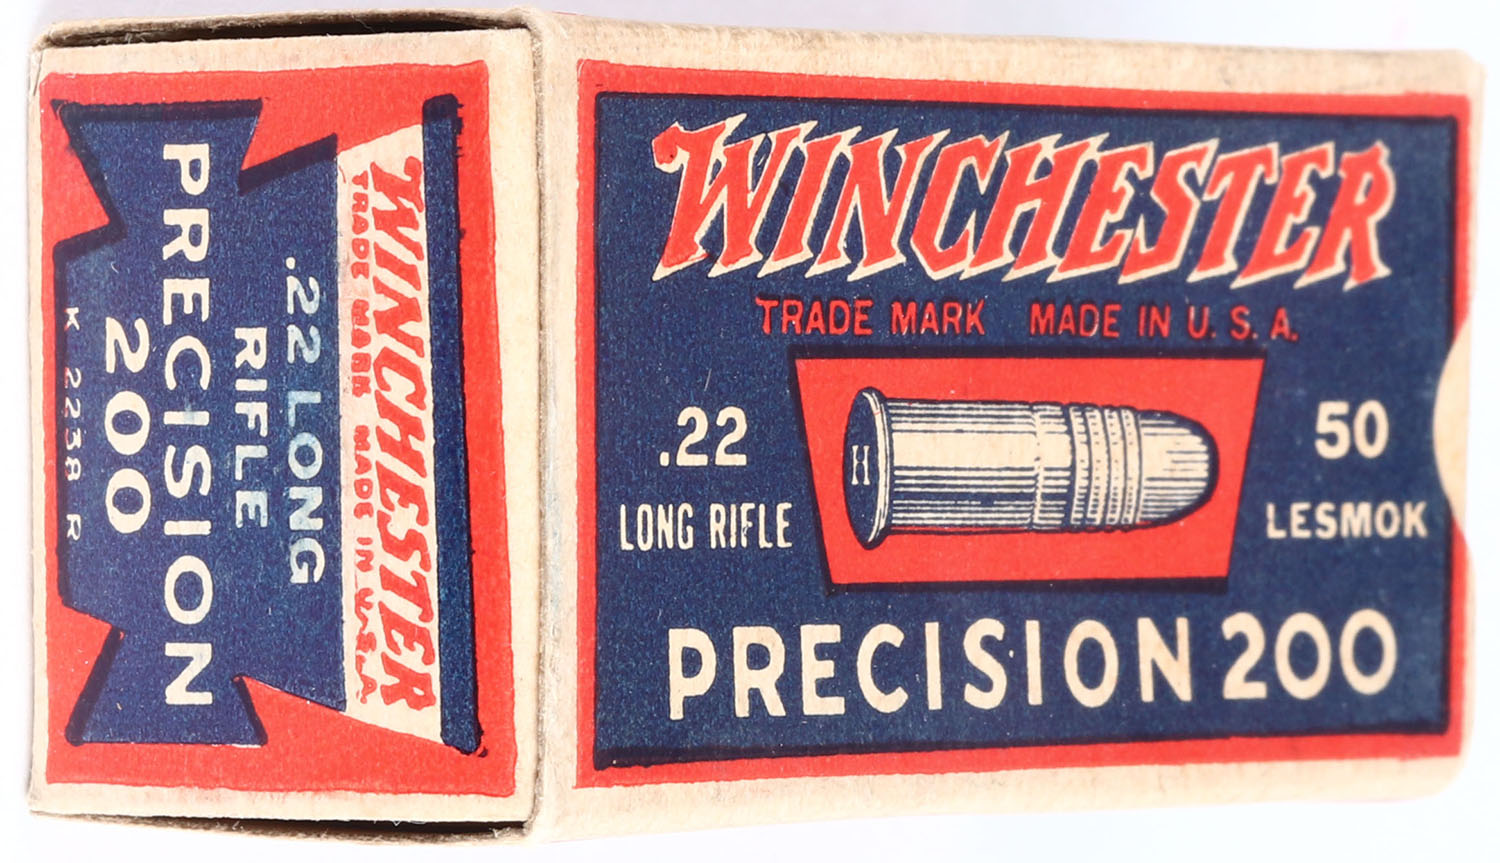 WINCHESTER
TRADE MARK MADE IN U.S.A.
.22 LONG
RIFLE
PRECISION
200
K 2238 R
WINCHESTER
TRADE MARK MADE IN U. S. A.
.22
LONG RIFLE
H
50
LESMOK
PRECISION 200